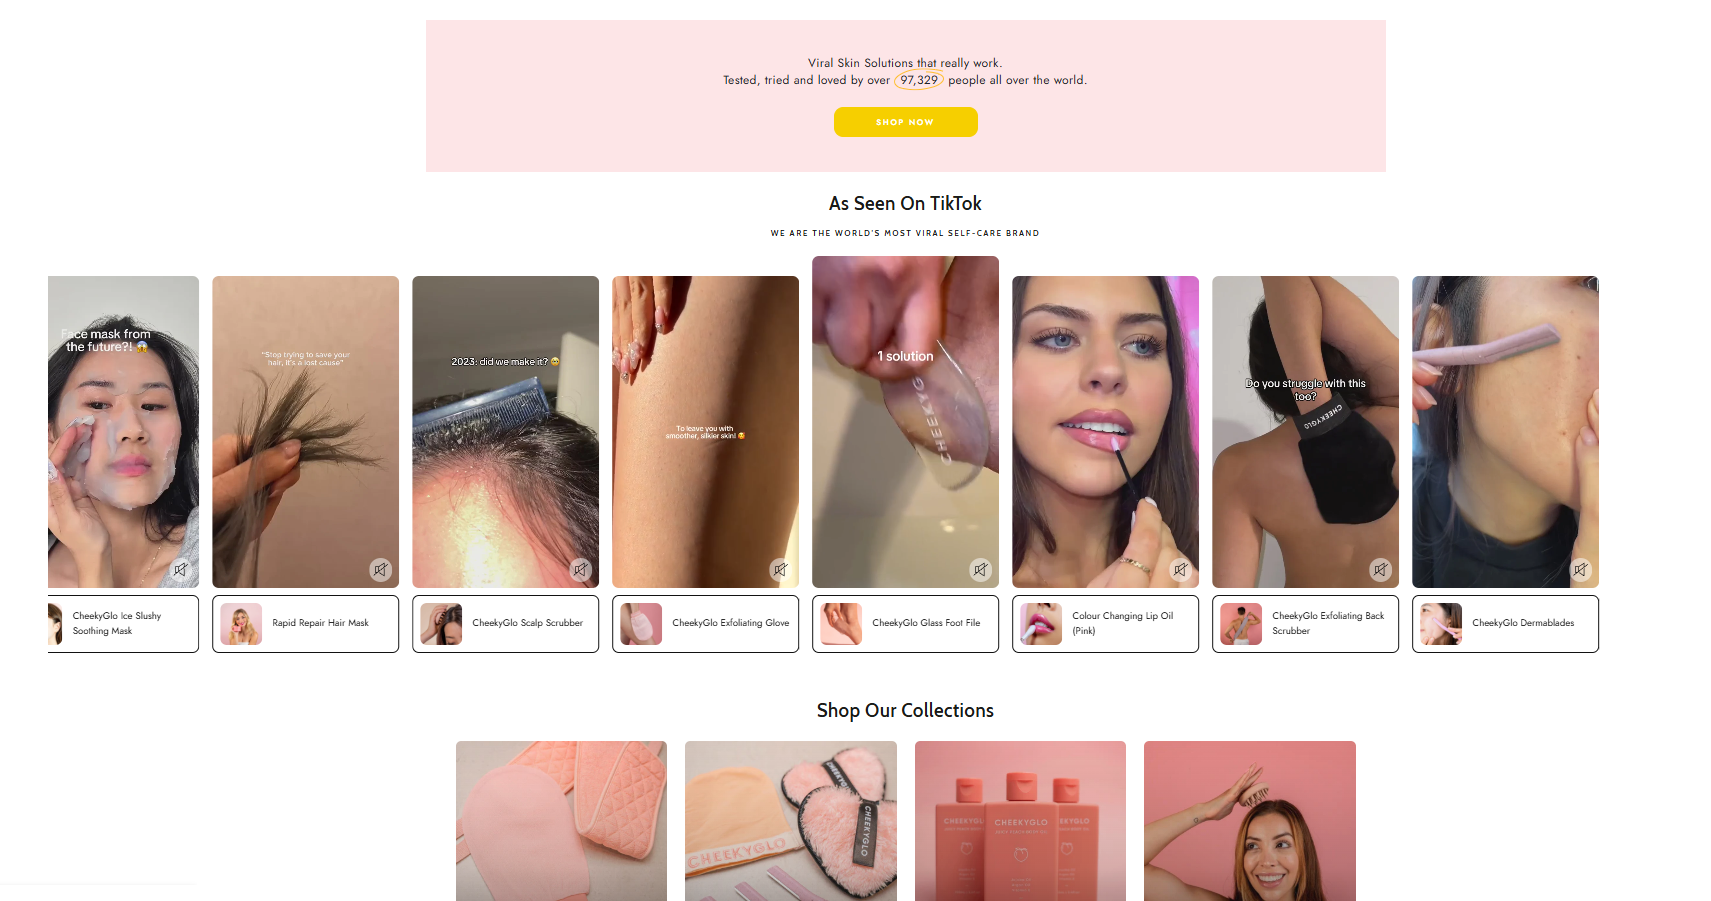 Viral Skin Solutions that really work.
Tested, tried and loved by over 97,329 people all over the world.
SHOP NOW
As Seen On TikTok
WE ARE THE WORLD'S MOST VIRAL SELF-CARE BRAND
Face mask from
the future?! 😱
"Stop trying to save your
hair, it's a lost cause"
2023: did we make it? 🥹
To leave you with
smoother, silkier skin! 🥰
1 solution
CHEEKYG
Do you struggle with this
too?
CHEEKYGLO
CheekyGlo Ice Slushy
Soothing Mask
Rapid Repair Hair Mask
CheekyGlo Scalp Scrubber
CheekyGlo Exfoliating Glove
CheekyGlo Glass Foot File
Colour Changing Lip Oil
(Pink)
CheekyGlo Exfoliating Back
Scrubber
CheekyGlo Dermablades
Shop Our Collections
CHEEKYGLO
CHEEKYGLO
CHEEKYGL
CHEEKYGLO
EKYGLO